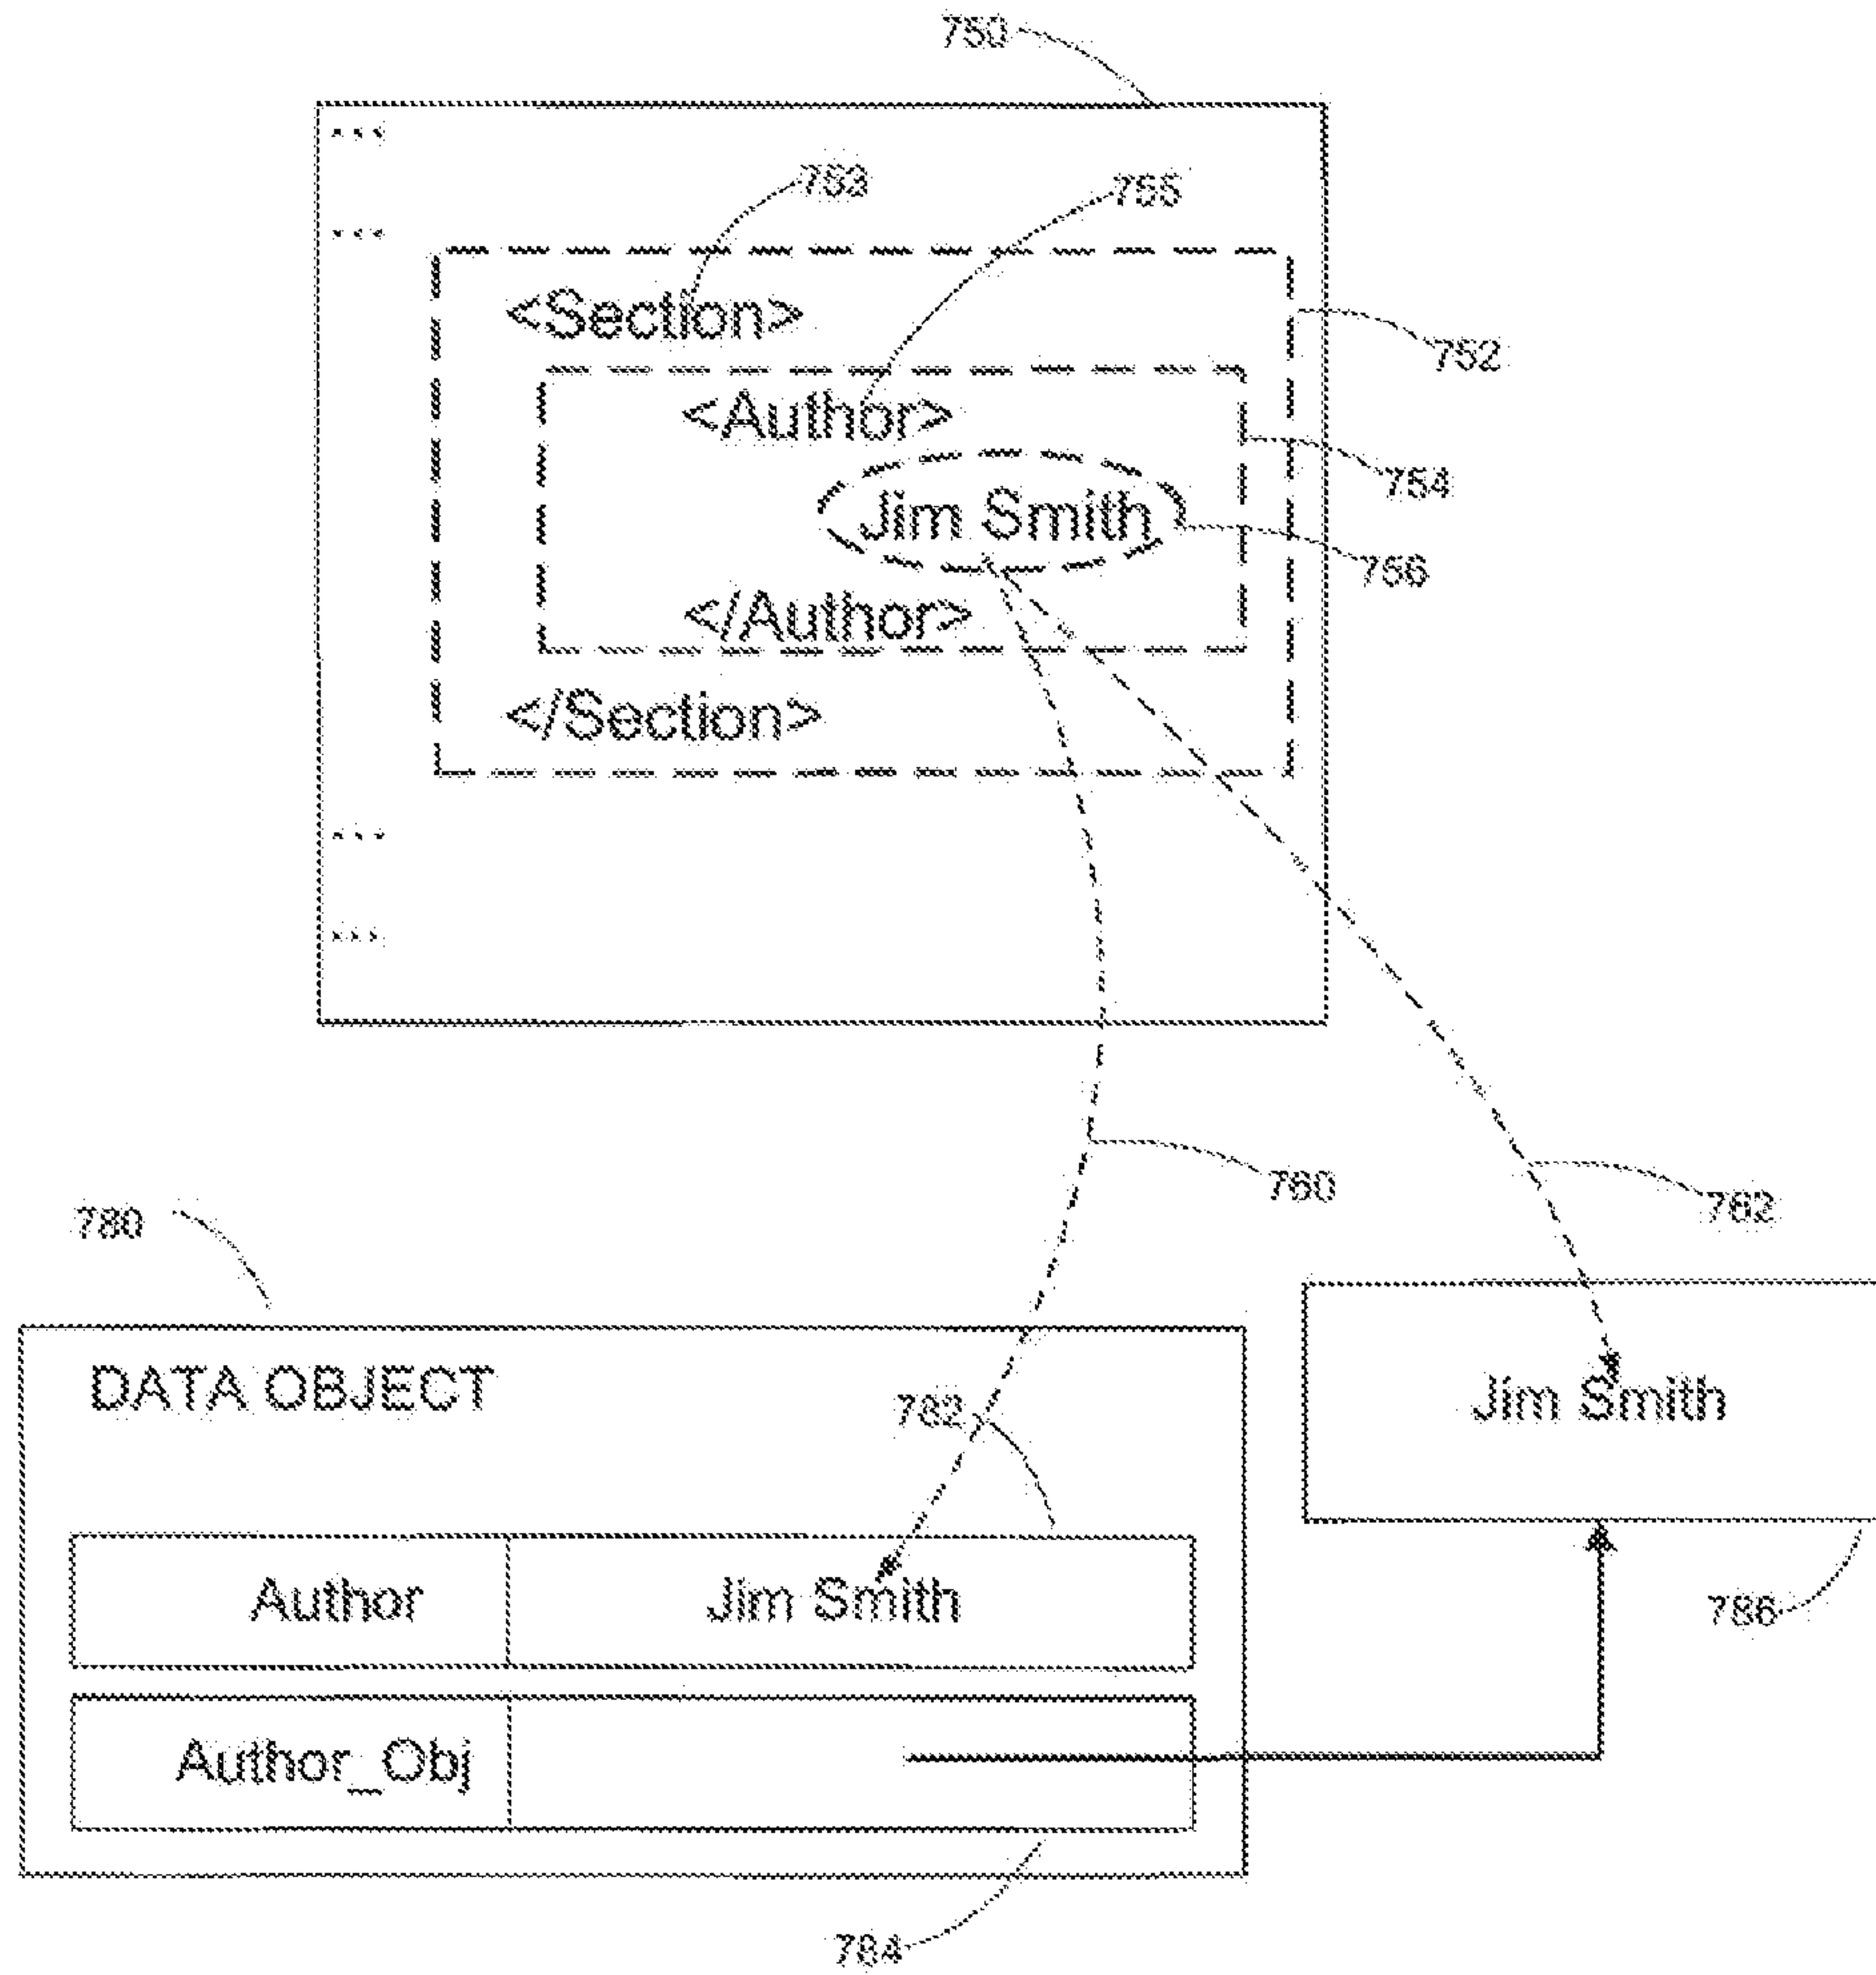 750
...
753
755
...
<Section>
752
<Author>
754
Jim Smith
756
</Author>
</Section>
...
...
760
762
780
DATA OBJECT
782
Jim Smith
Author
Jim Smith
786
Author_Obj
784